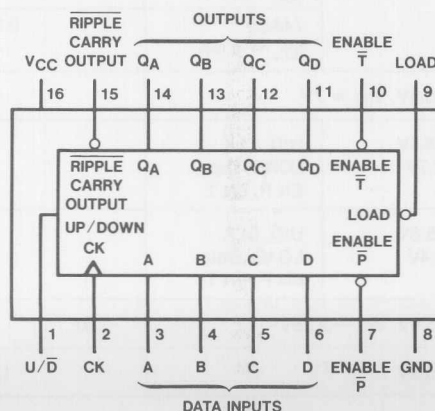 RIPPLE CARRY OUTPUT
OUTPUTS
VCC
QA QB QC QD
ENABLE T̅
LOAD
16 15 14 13 12 11 10 9
R̅I̅P̅P̅L̅E̅ CARRY OUTPUT
QA QB QC QD
ENABLE T̅
LOAD
UP/DOWN
CK
A B C D
ENABLE P̅
1 2 3 4 5 6 7 8
U/D̅ CK A B C D ENABLE P̅ GND
DATA INPUTS